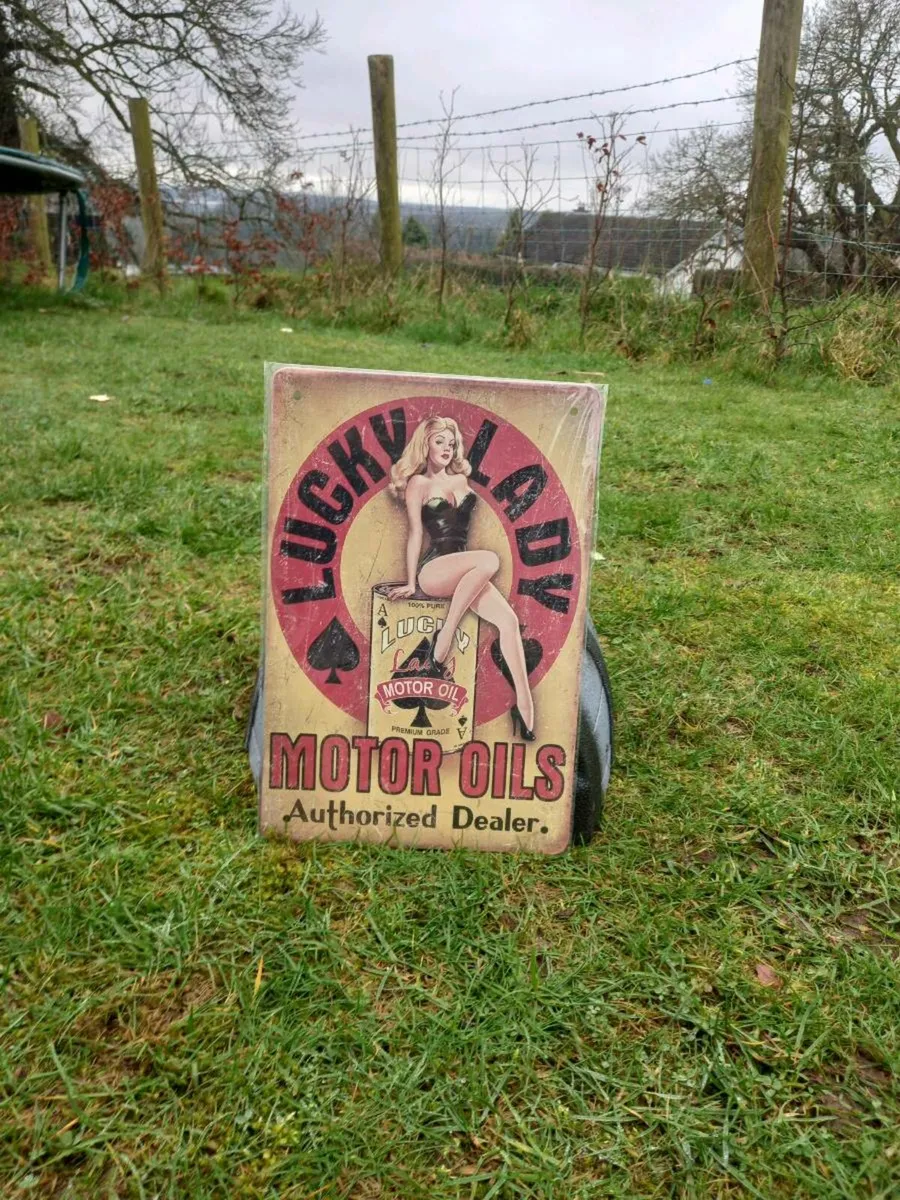 LUCKY LADY
A
100% PURE
LUCKY
Lady
MOTOR OIL
PREMIUM GRADE
A
MOTOR OILS
Authorized Dealer.